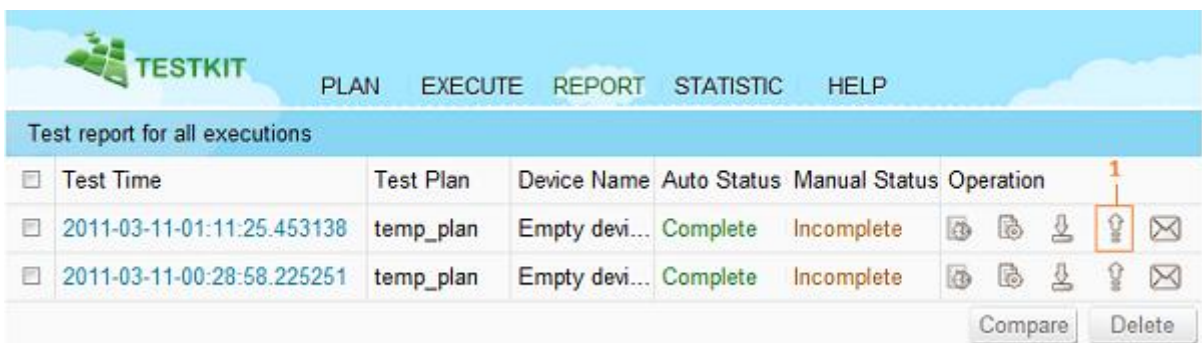 TESTKIT
PLAN EXECUTE REPORT STATISTIC HELP
Test report for all executions
Test Time Test Plan Device Name Auto Status Manual Status Operation 1
2011-03-11-01:11:25.453138 temp_plan Empty devi... Complete Incomplete
2011-03-11-00:28:58.225251 temp_plan Empty devi... Complete Incomplete
Compare Delete